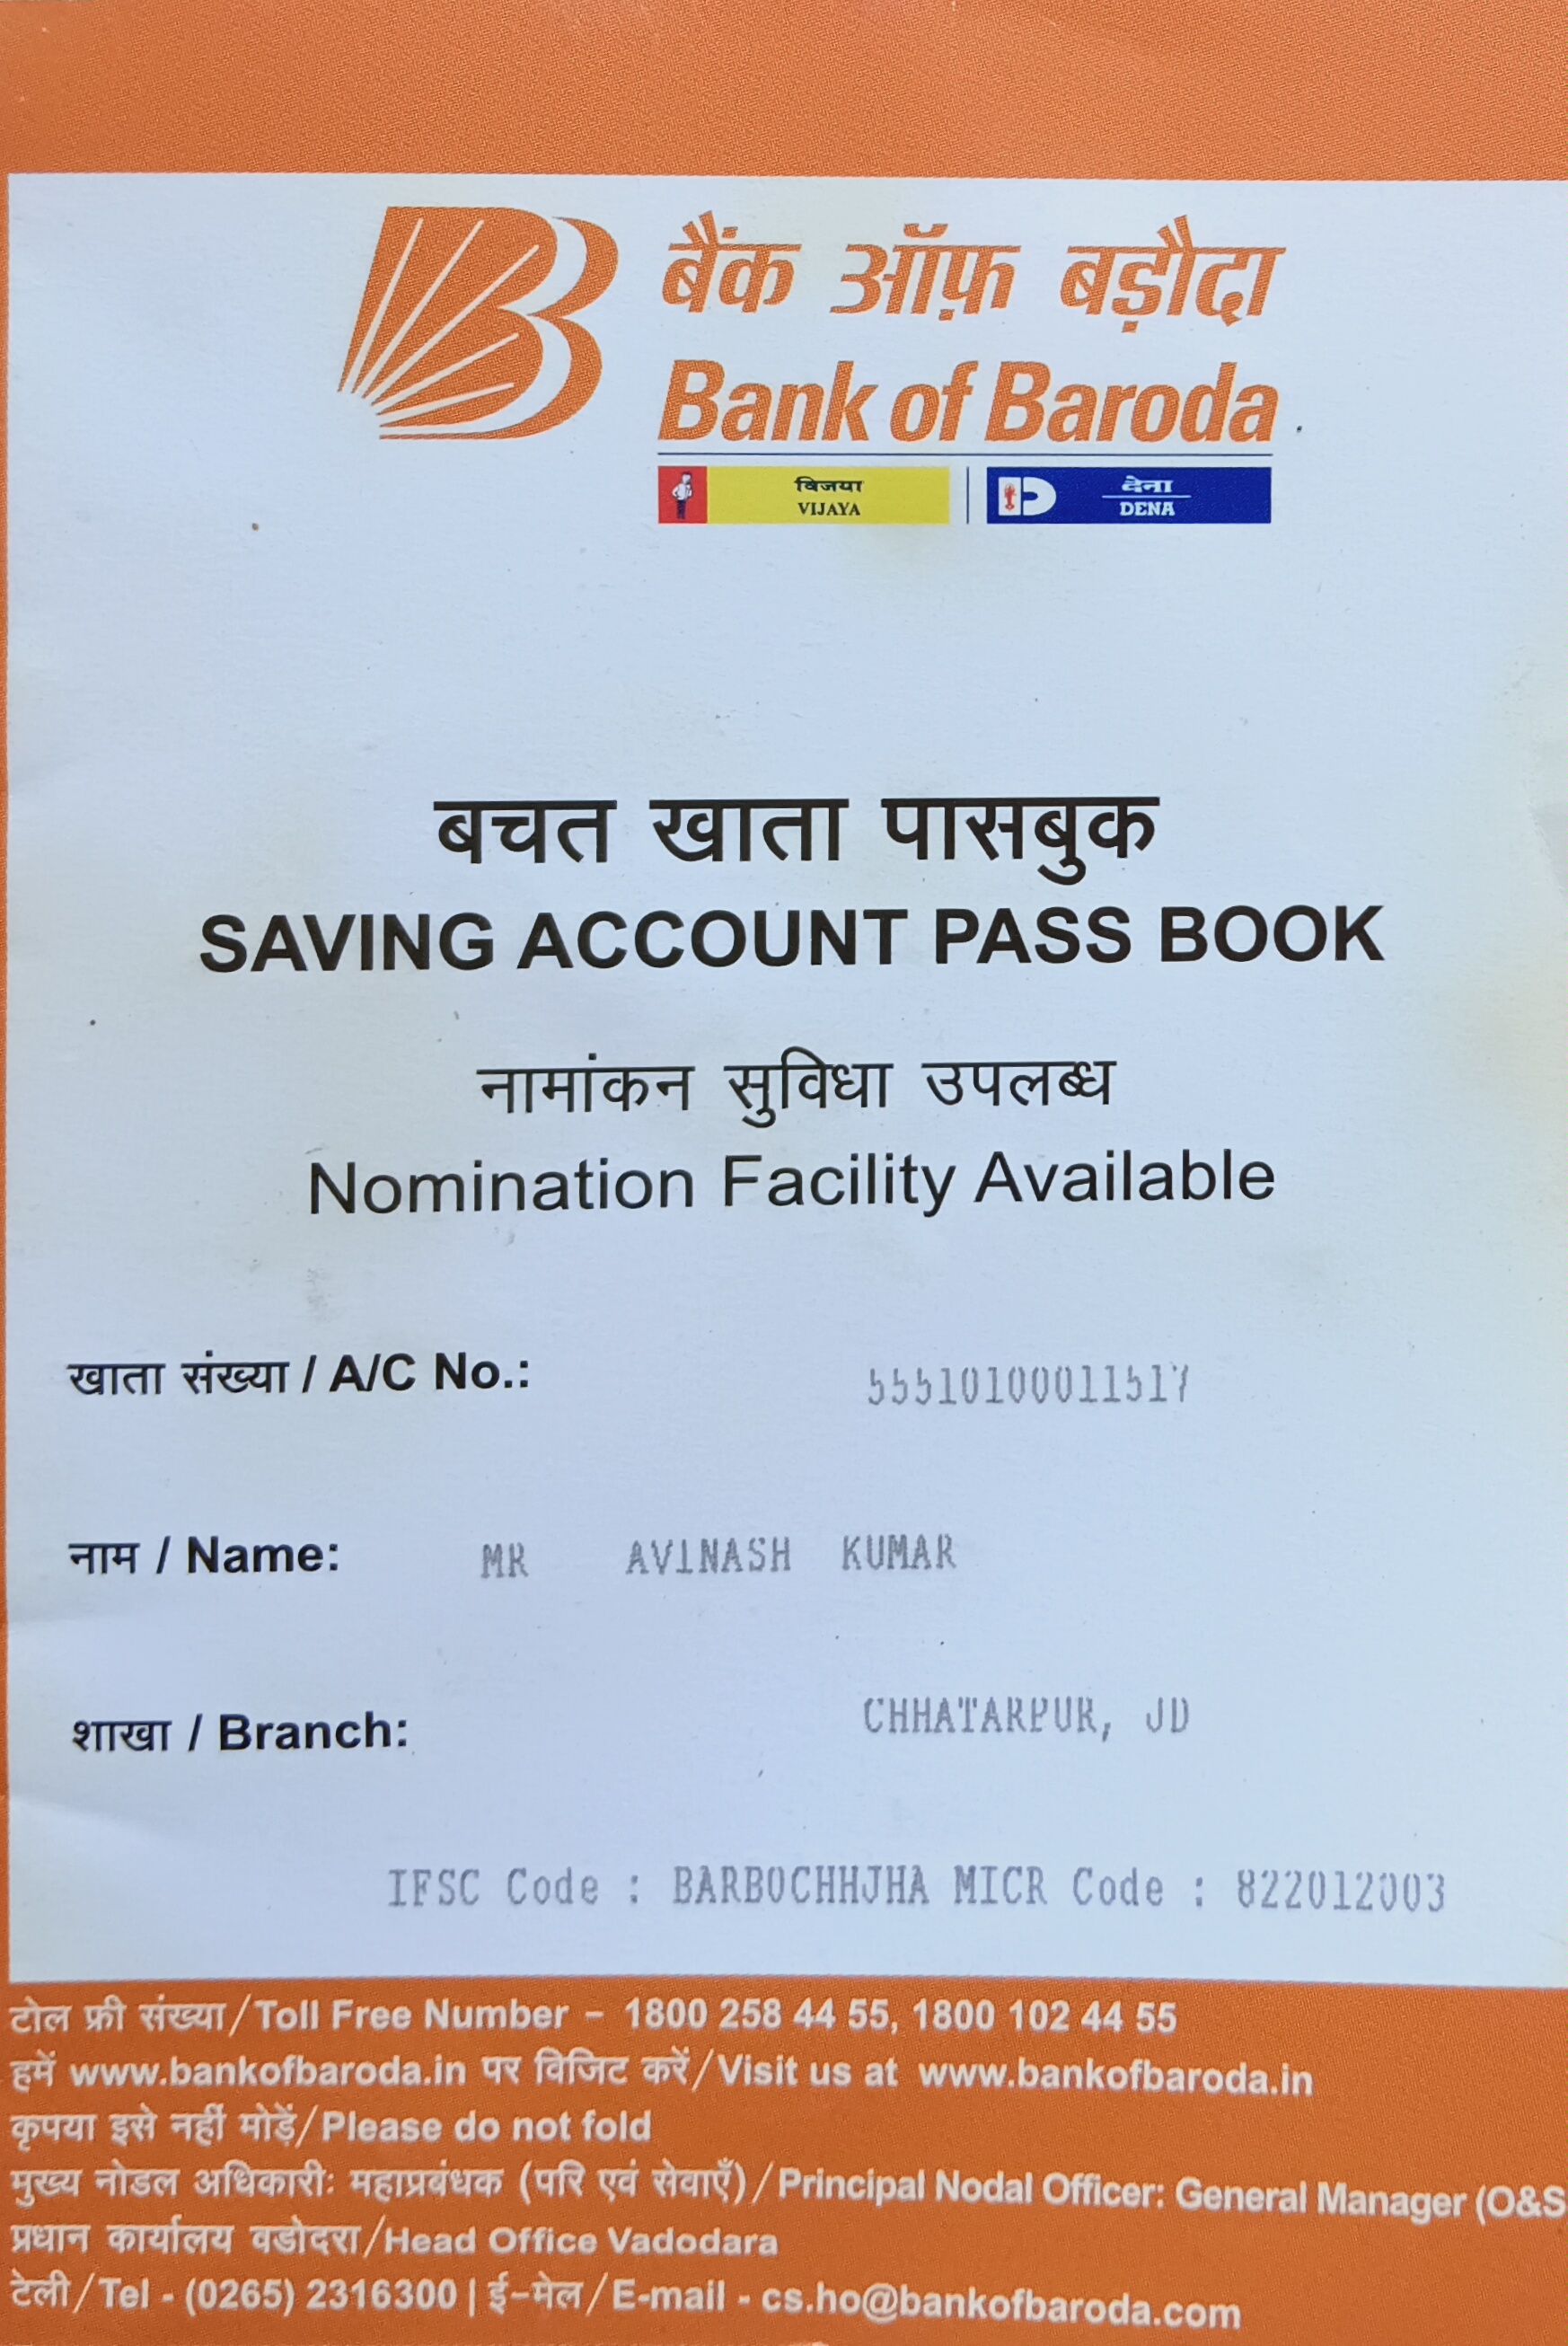 बैंक ऑफ़ बड़ौदा
Bank of Baroda
विजया
VIJAYA
देना
DENA
बचत खाता पासबुक
SAVING ACCOUNT PASS BOOK
नामांकन सुविधा उपलब्ध
Nomination Facility Available
खाता संख्या / A/C No.: 55510100011517
नाम / Name: MR AVINASH KUMAR
शाखा / Branch: CHHATARPUR, JD
IFSC Code : BARB0CHHJHA MICR Code : 822012003
टोल फ्री संख्या/Toll Free Number – 1800 258 44 55, 1800 102 44 55
हमें www.bankofbaroda.in पर विजिट करें/Visit us at www.bankofbaroda.in
कृपया इसे नहीं मोड़ें/Please do not fold
मुख्य नोडल अधिकारी: महाप्रबंधक (परि एवं सेवाएँ)/Principal Nodal Officer: General Manager (O&S
प्रधान कार्यालय वडोदरा/Head Office Vadodara
टेली/Tel - (0265) 2316300 | ई-मेल/E-mail - cs.ho@bankofbaroda.com